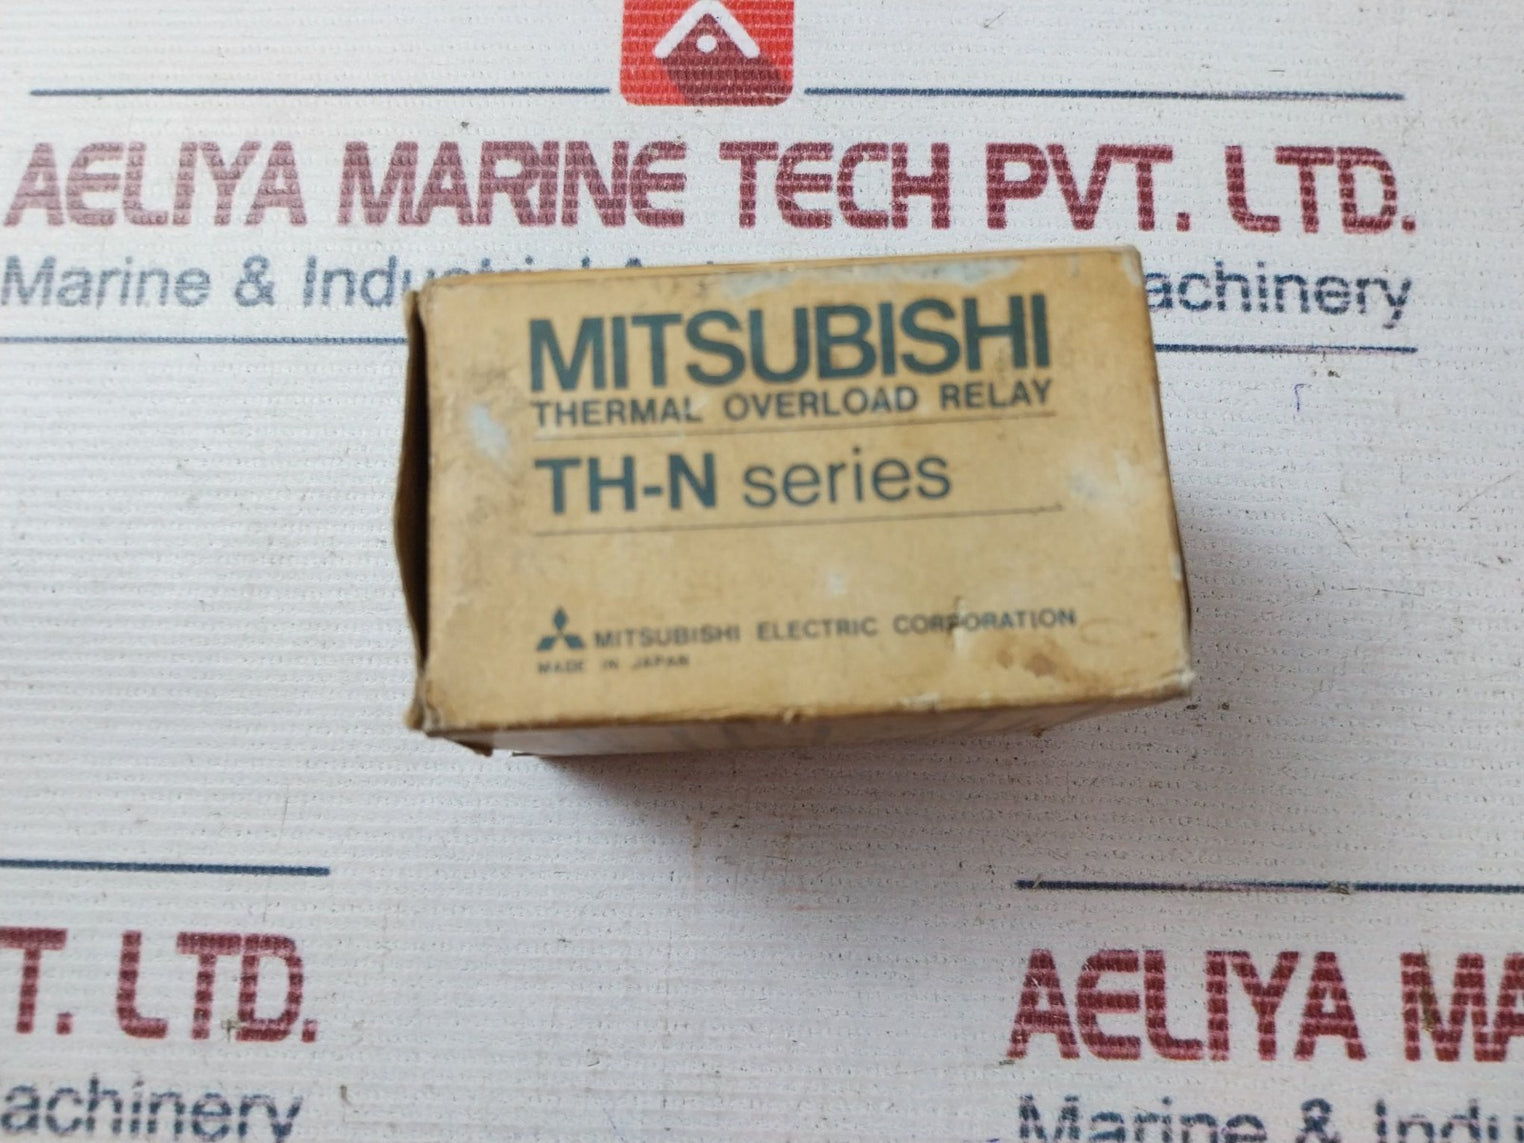 AELIYA MARINE TECH PVT. LTD.
Marine & Industrial achinery
MITSUBISHI
THERMAL OVERLOAD RELAY
TH-N series
MITSUBISHI ELECTRIC CORPORATION
MADE IN JAPAN
T. LTD.
achinery
AELIYA MA
Marine & Indu